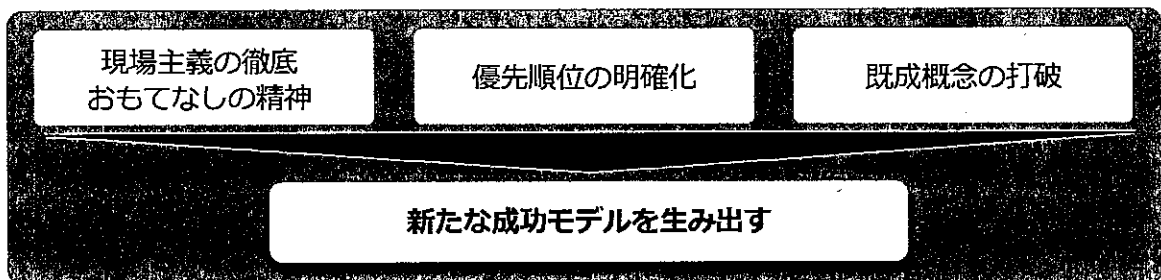 現場主義の徹底
おもてなしの精神
優先順位の明確化
既成概念の打破
新たな成功モデルを生み出す